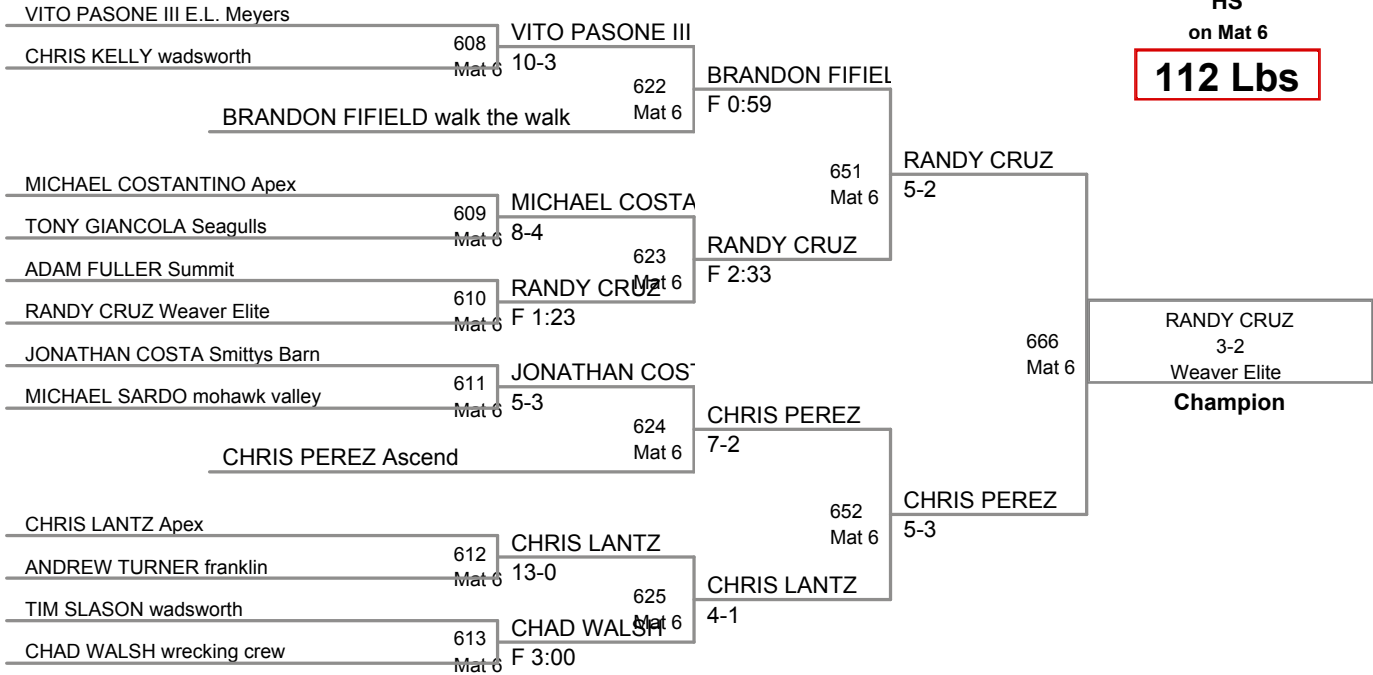 HS
on Mat 6
112 Lbs
VITO PASONE III E.L. Meyers
CHRIS KELLY wadsworth
608
Mat 6
VITO PASONE III
10-3
BRANDON FIFIELD walk the walk
622
Mat 6
BRANDON FIFIEL
F 0:59
MICHAEL COSTANTINO Apex
TONY GIANCOLA Seagulls
609
Mat 6
MICHAEL COSTA
8-4
ADAM FULLER Summit
RANDY CRUZ Weaver Elite
610
Mat 6
RANDY CRUZ
F 1:23
623
Mat 6
RANDY CRUZ
F 2:33
651
Mat 6
RANDY CRUZ
5-2
JONATHAN COSTA Smittys Barn
MICHAEL SARDO mohawk valley
611
Mat 6
JONATHAN COST
5-3
CHRIS PEREZ Ascend
624
Mat 6
CHRIS PEREZ
7-2
CHRIS LANTZ Apex
ANDREW TURNER franklin
612
Mat 6
CHRIS LANTZ
13-0
TIM SLASON wadsworth
CHAD WALSH wrecking crew
613
Mat 6
CHAD WALSH
F 3:00
625
Mat 6
CHRIS LANTZ
4-1
652
Mat 6
CHRIS PEREZ
5-3
666
Mat 6
RANDY CRUZ
3-2
Weaver Elite
Champion